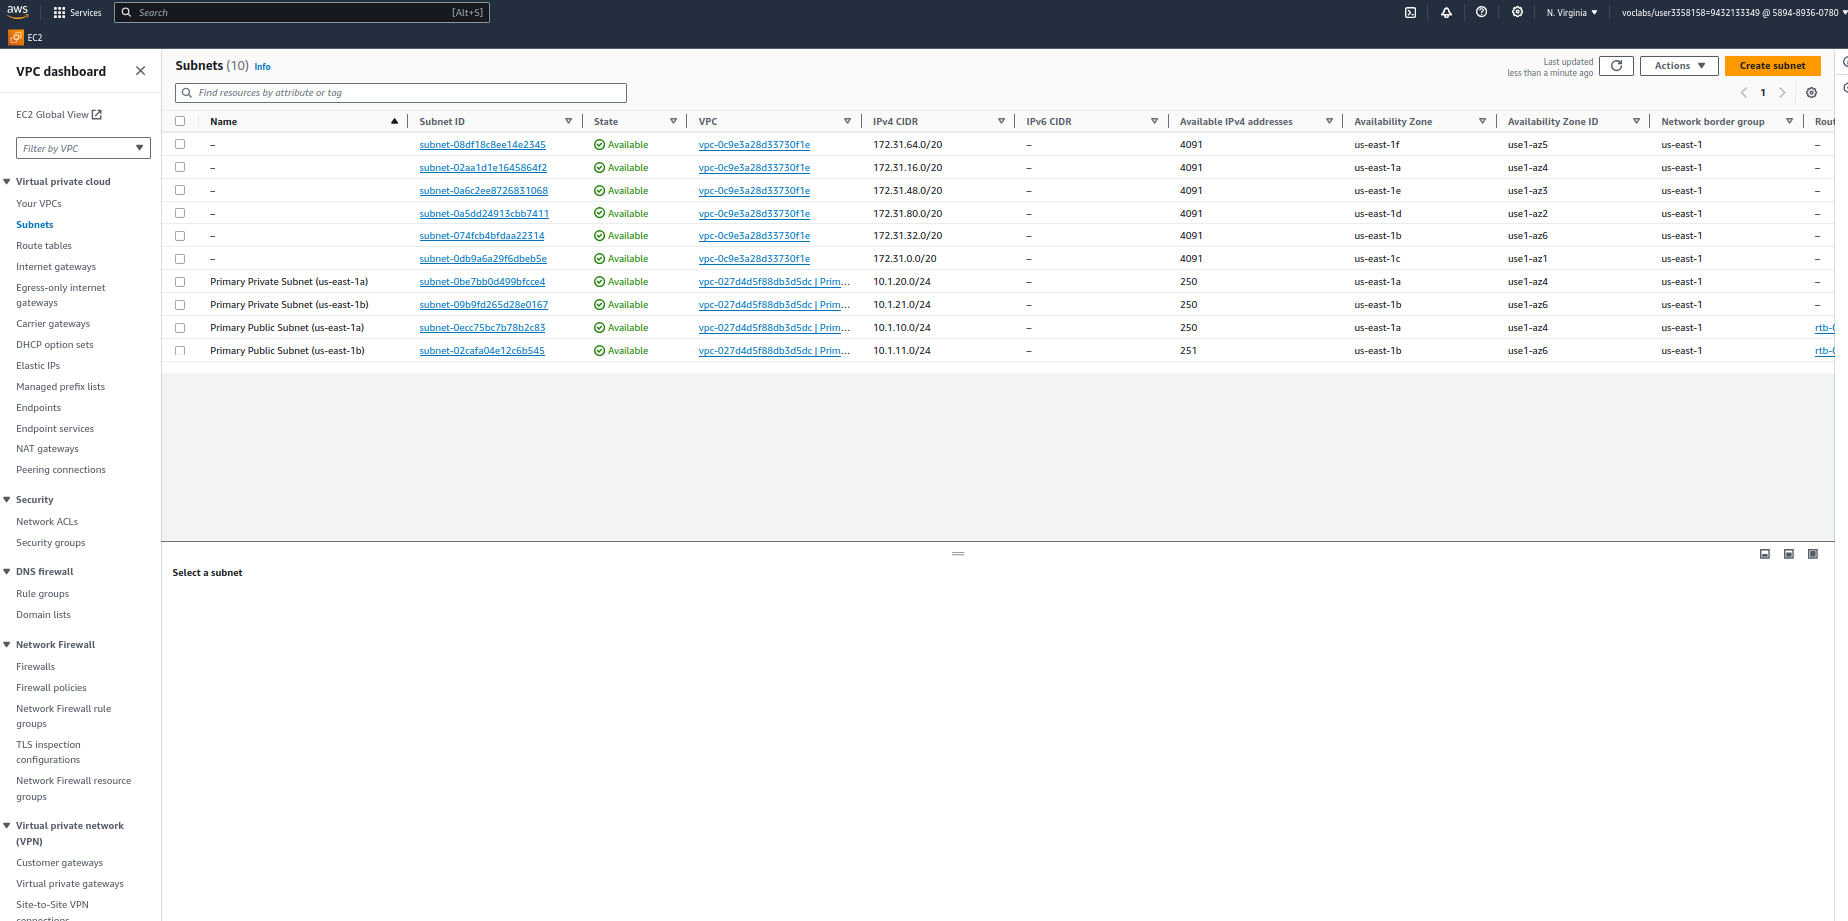 aws Services Search [Alt+S] N. Virginia voclabs/user3358158=9432133349 @ 5894-8936-0780
EC2
VPC dashboard
EC2 Global View
Filter by VPC
Virtual private cloud
Your VPCs
Subnets
Route tables
Internet gateways
Egress-only internet
gateways
Carrier gateways
DHCP option sets
Elastic IPs
Managed prefix lists
Endpoints
Endpoint services
NAT gateways
Peering connections
Security
Network ACLs
Security groups
DNS firewall
Rule groups
Domain lists
Network Firewall
Firewalls
Firewall policies
Network Firewall rule
groups
TLS inspection
configurations
Network Firewall resource
groups
Virtual private network
(VPN)
Customer gateways
Virtual private gateways
Site-to-Site VPN
connections
Subnets (10) Info
Last updated
less than a minute ago
Actions
Create subnet
Find resources by attribute or tag
1
Name Subnet ID State VPC IPv4 CIDR IPv6 CIDR Available IPv4 addresses Availability Zone Availability Zone ID Network border group Rout
– subnet-08df18c8ee14e2345 Available vpc-0c9e3a28d33730f1e 172.31.64.0/20 – 4091 us-east-1f use1-az5 us-east-1 –
– subnet-02aa1d1e1645864f2 Available vpc-0c9e3a28d33730f1e 172.31.16.0/20 – 4091 us-east-1a use1-az4 us-east-1 –
– subnet-0a6c2ee8726831068 Available vpc-0c9e3a28d33730f1e 172.31.48.0/20 – 4091 us-east-1e use1-az3 us-east-1 –
– subnet-0a5dd24913cbb7411 Available vpc-0c9e3a28d33730f1e 172.31.80.0/20 – 4091 us-east-1d use1-az2 us-east-1 –
– subnet-074fcb4bfdaa22314 Available vpc-0c9e3a28d33730f1e 172.31.32.0/20 – 4091 us-east-1b use1-az6 us-east-1 –
– subnet-0db9a6a29f6dbeb5e Available vpc-0c9e3a28d33730f1e 172.31.0.0/20 – 4091 us-east-1c use1-az1 us-east-1 –
Primary Private Subnet (us-east-1a) subnet-0be7bb0d499bfcce4 Available vpc-027d4d5f88db3d5dc | Prim... 10.1.20.0/24 – 250 us-east-1a use1-az4 us-east-1 –
Primary Private Subnet (us-east-1b) subnet-09b9fd265d28e0167 Available vpc-027d4d5f88db3d5dc | Prim... 10.1.21.0/24 – 250 us-east-1b use1-az6 us-east-1 –
Primary Public Subnet (us-east-1a) subnet-0ecc75bc7b78b2c83 Available vpc-027d4d5f88db3d5dc | Prim... 10.1.10.0/24 – 250 us-east-1a use1-az4 us-east-1 rtb-0
Primary Public Subnet (us-east-1b) subnet-02cafa04e12c6b545 Available vpc-027d4d5f88db3d5dc | Prim... 10.1.11.0/24 – 251 us-east-1b use1-az6 us-east-1 rtb-0
Select a subnet